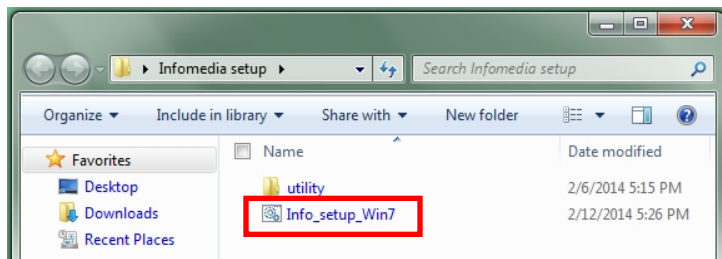 Infomedia setup
Search Infomedia setup
Organize Include in library Share with New folder
Favorites
Desktop
Downloads
Recent Places
Name Date modified
utility 2/6/2014 5:15 PM
Info_setup_Win7 2/12/2014 5:26 PM